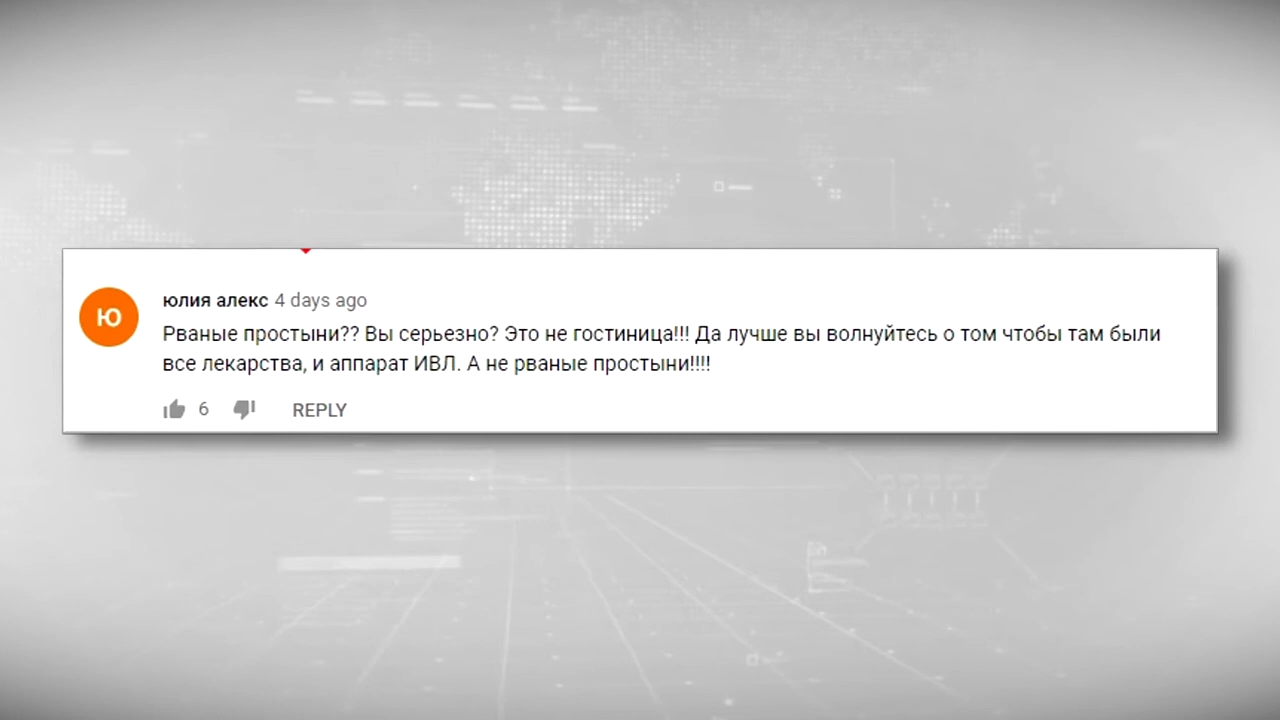 Ю
юлия алекс 4 days ago
Рваные простыни?? Вы серьезно? Это не гостиница!!! Да лучше вы волнуйтесь о том чтобы там были
все лекарства, и аппарат ИВЛ. А не рваные простыни!!!!
6 REPLY